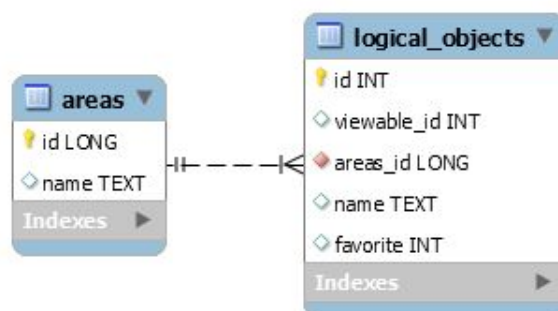 areas
id LONG
name TEXT
Indexes
logical_objects
id INT
viewable_id INT
areas_id LONG
name TEXT
favorite INT
Indexes